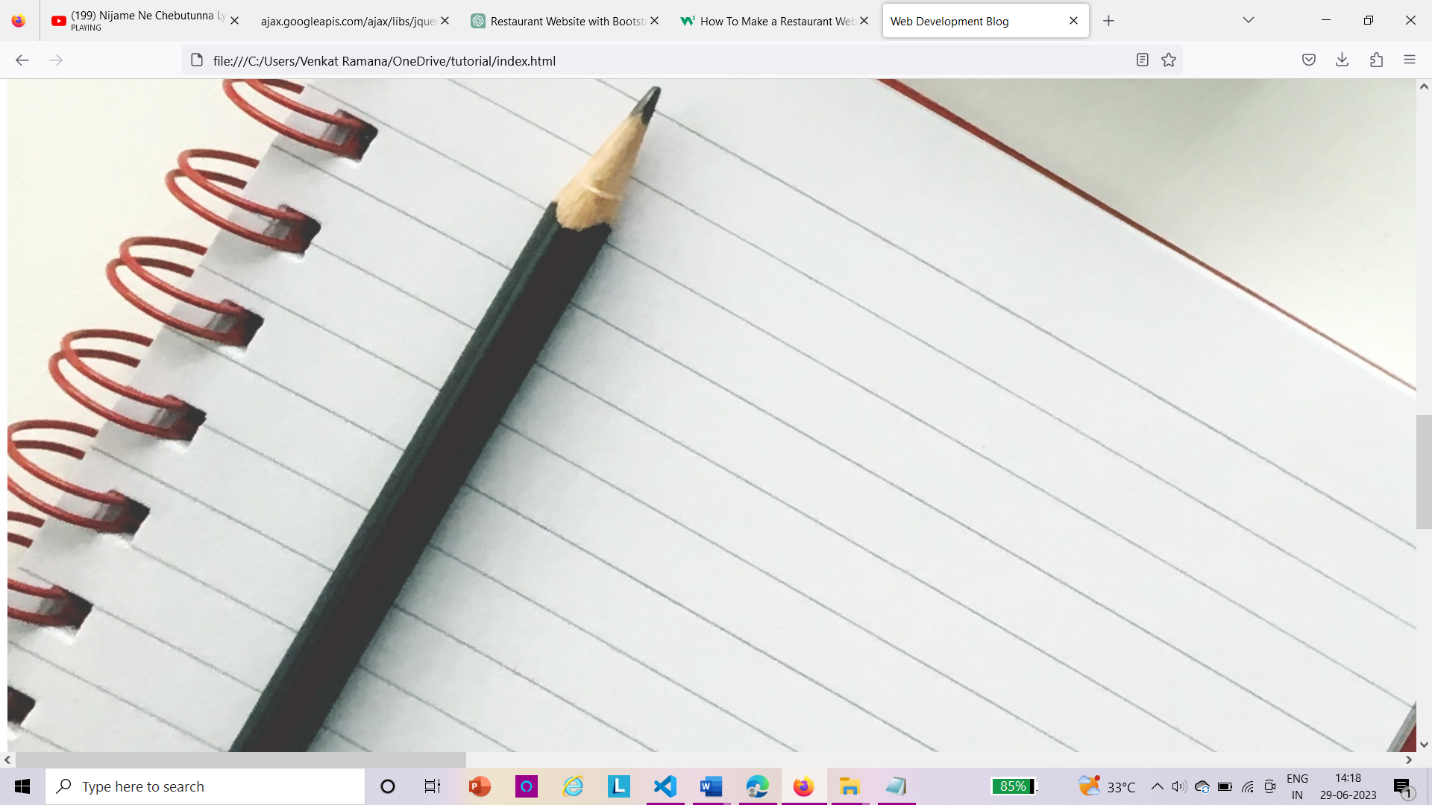 (199) Nijame Ne Chebutunna Ly
PLAYING
ajax.googleapis.com/ajax/libs/jque
Restaurant Website with Bootst
How To Make a Restaurant Web
Web Development Blog
file:///C:/Users/Venkat Ramana/OneDrive/tutorial/index.html
Type here to search
85%
33°C
ENG
IN
14:18
29-06-2023
1